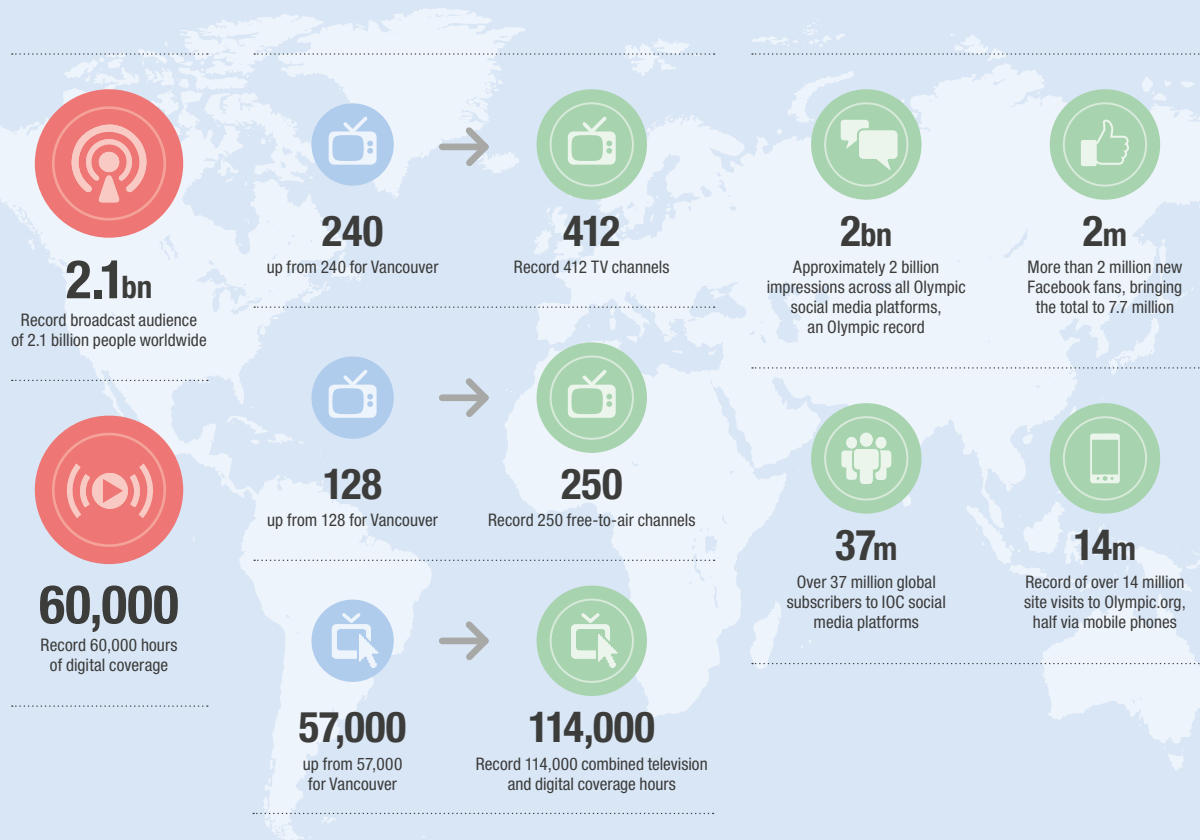 2.1bn
Record broadcast audience
of 2.1 billion people worldwide
60,000
Record 60,000 hours
of digital coverage
240
up from 240 for Vancouver
412
Record 412 TV channels
128
up from 128 for Vancouver
250
Record 250 free-to-air channels
57,000
up from 57,000
for Vancouver
114,000
Record 114,000 combined television
and digital coverage hours
2bn
Approximately 2 billion
impressions across all Olympic
social media platforms,
an Olympic record
2m
More than 2 million new
Facebook fans, bringing
the total to 7.7 million
37m
Over 37 million global
subscribers to IOC social
media platforms
14m
Record of over 14 million
site visits to Olympic.org,
half via mobile phones